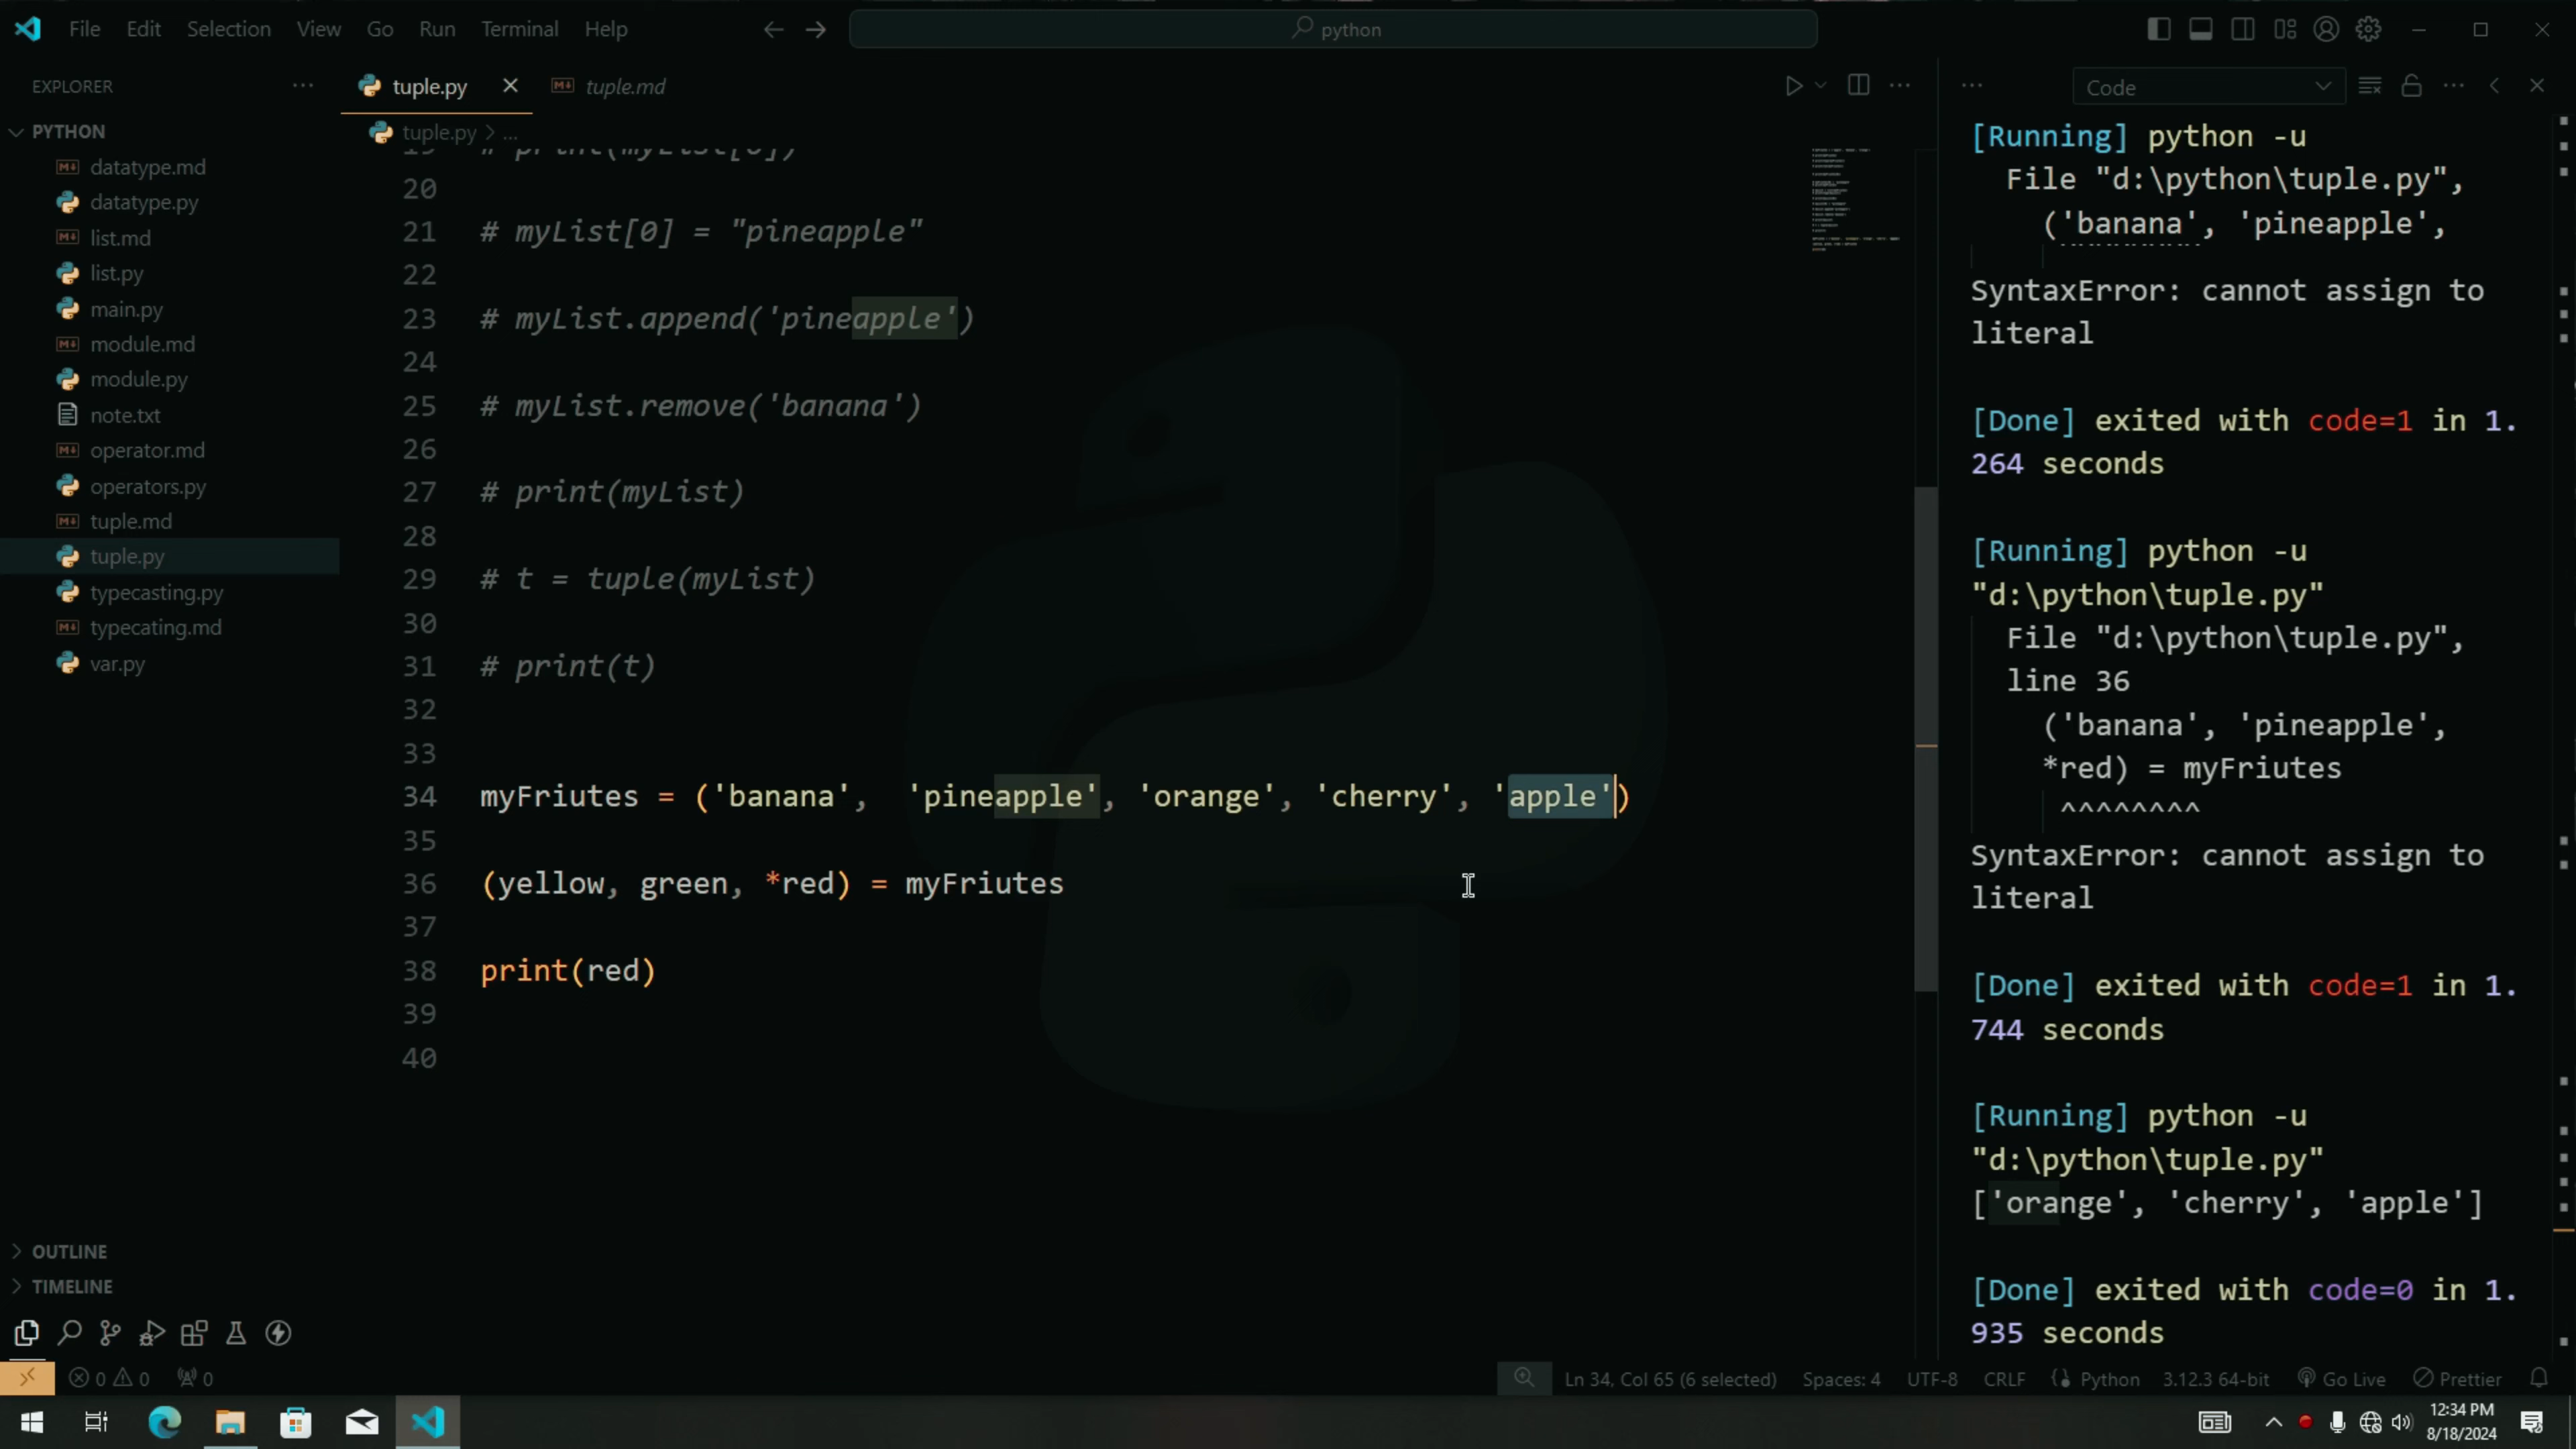 File Edit Selection View Go Run Terminal Help
python
EXPLORER
PYTHON
datatype.md
datatype.py
list.md
list.py
main.py
module.md
module.py
note.txt
operator.md
operators.py
tuple.md
tuple.py
typecasting.py
typecating.md
var.py
OUTLINE
TIMELINE
tuple.py
tuple.md
tuple.py > ...
19 # print(myList[0])
20
21 # myList[0] = "pineapple"
22
23 # myList.append('pineapple')
24
25 # myList.remove('banana')
26
27 # print(myList)
28
29 # t = tuple(myList)
30
31 # print(t)
32
33
34 myFriutes = ('banana',  'pineapple', 'orange', 'cherry', 'apple')
35
36 (yellow, green, *red) = myFriutes
37
38 print(red)
39
40
Code
[Running] python -u
File "d:\python\tuple.py",
('banana', 'pineapple',
SyntaxError: cannot assign to
literal
[Done] exited with code=1 in 1.
264 seconds
[Running] python -u
"d:\python\tuple.py"
File "d:\python\tuple.py",
line 36
('banana', 'pineapple',
*red) = myFriutes
^^^^^^^^
SyntaxError: cannot assign to
literal
[Done] exited with code=1 in 1.
744 seconds
[Running] python -u
"d:\python\tuple.py"
['orange', 'cherry', 'apple']
[Done] exited with code=0 in 1.
935 seconds
0 0 0
Ln 34, Col 65 (6 selected) Spaces: 4 UTF-8 CRLF Python 3.12.3 64-bit Go Live Prettier
12:34 PM
8/18/2024